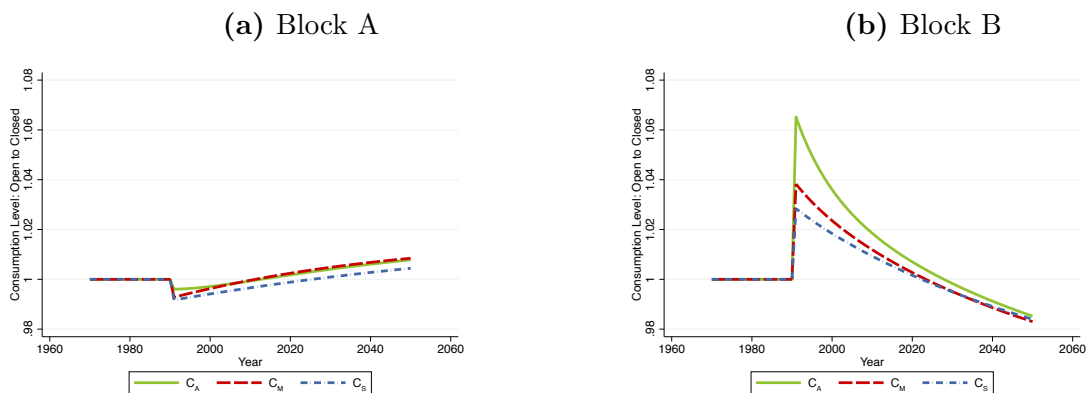 (a) Block A
Consumption Level: Open to Closed
1.08
1.06
1.04
1.02
1
.98
1960 1980 2000 2020 2040 2060
Year
C_A C_M C_S
(b) Block B
Consumption Level: Open to Closed
1.08
1.06
1.04
1.02
1
.98
1960 1980 2000 2020 2040 2060
Year
C_A C_M C_S